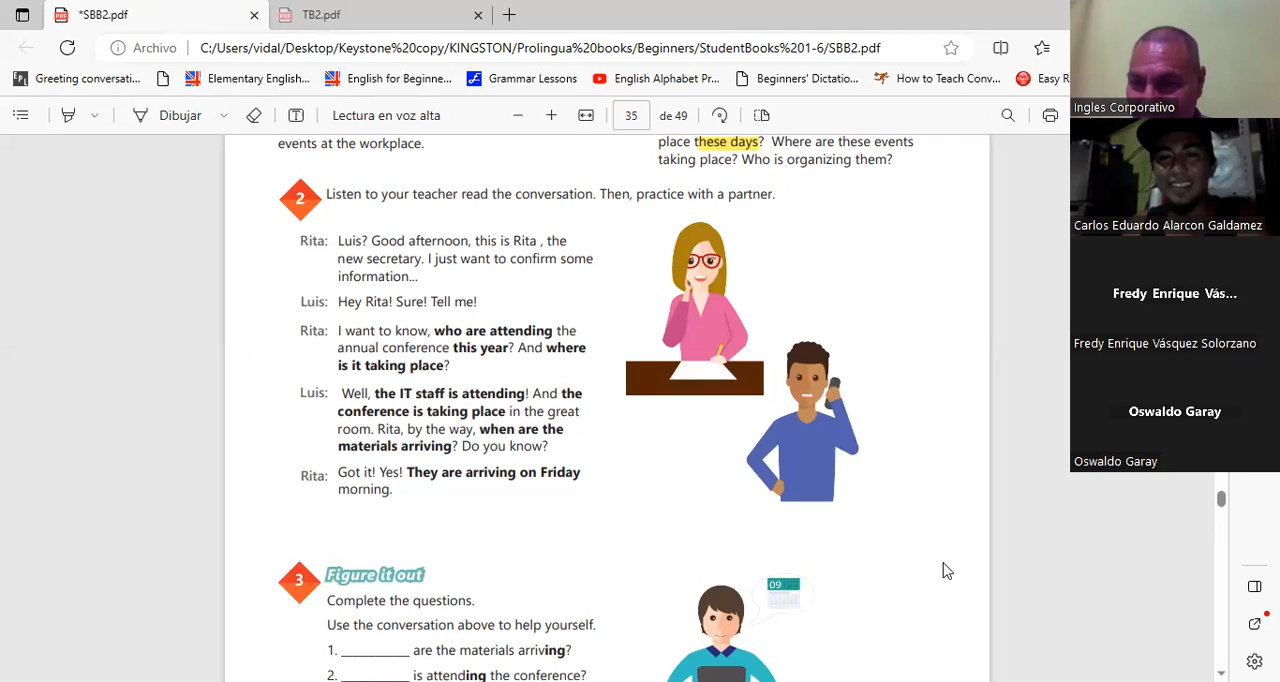 *SBB2.pdf
TB2.pdf
Archivo
C:/Users/vidal/Desktop/Keystone%20copy/KINGSTON/Prolingua%20books/Beginners/StudentBooks%201-6/SBB2.pdf
Greeting conversati...
Elementary English...
English for Beginne...
Grammar Lessons
English Alphabet Pr...
Beginners' Dictatio...
How to Teach Conv...
Easy R
Dibujar
Lectura en voz alta
35
de 49
events at the workplace.
place these days? Where are these events
taking place? Who is organizing them?
2
Listen to your teacher read the conversation. Then, practice with a partner.
Rita: Luis? Good afternoon, this is Rita , the
new secretary. I just want to confirm some
information...
Luis: Hey Rita! Sure! Tell me!
Rita: I want to know, who are attending the
annual conference this year? And where
is it taking place?
Luis: Well, the IT staff is attending! And the
conference is taking place in the great
room. Rita, by the way, when are the
materials arriving? Do you know?
Rita: Got it! Yes! They are arriving on Friday
morning.
3
Figure it out
09
Complete the questions.
Use the conversation above to help yourself.
1. __________ are the materials arriving?
2. __________ is attending the conference?
Ingles Corporativo
Carlos Eduardo Alarcon Galdamez
Fredy Enrique Vás...
Fredy Enrique Vásquez Solorzano
Oswaldo Garay
Oswaldo Garay